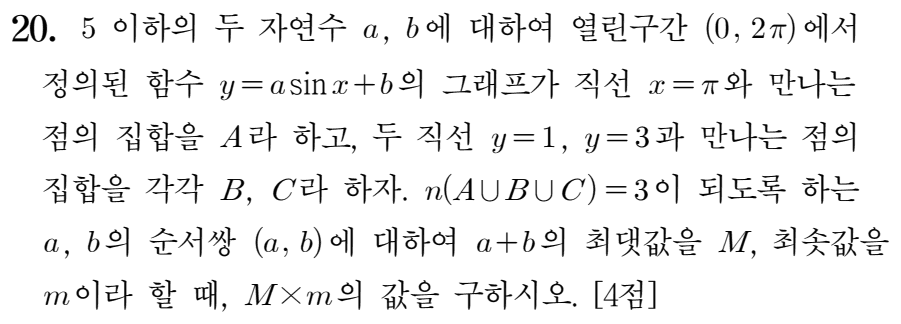 20. 5 이하의 두 자연수 a, b에 대하여 열린구간 (0, 2π)에서
정의된 함수 y=asinx+b의 그래프가 직선 x=π와 만나는
점의 집합을 A라 하고, 두 직선 y=1, y=3과 만나는 점의
집합을 각각 B, C라 하자. n(A∪B∪C)=3이 되도록 하는
a, b의 순서쌍 (a, b)에 대하여 a+b의 최댓값을 M, 최솟값을
m이라 할 때, M×m의 값을 구하시오. [4점]